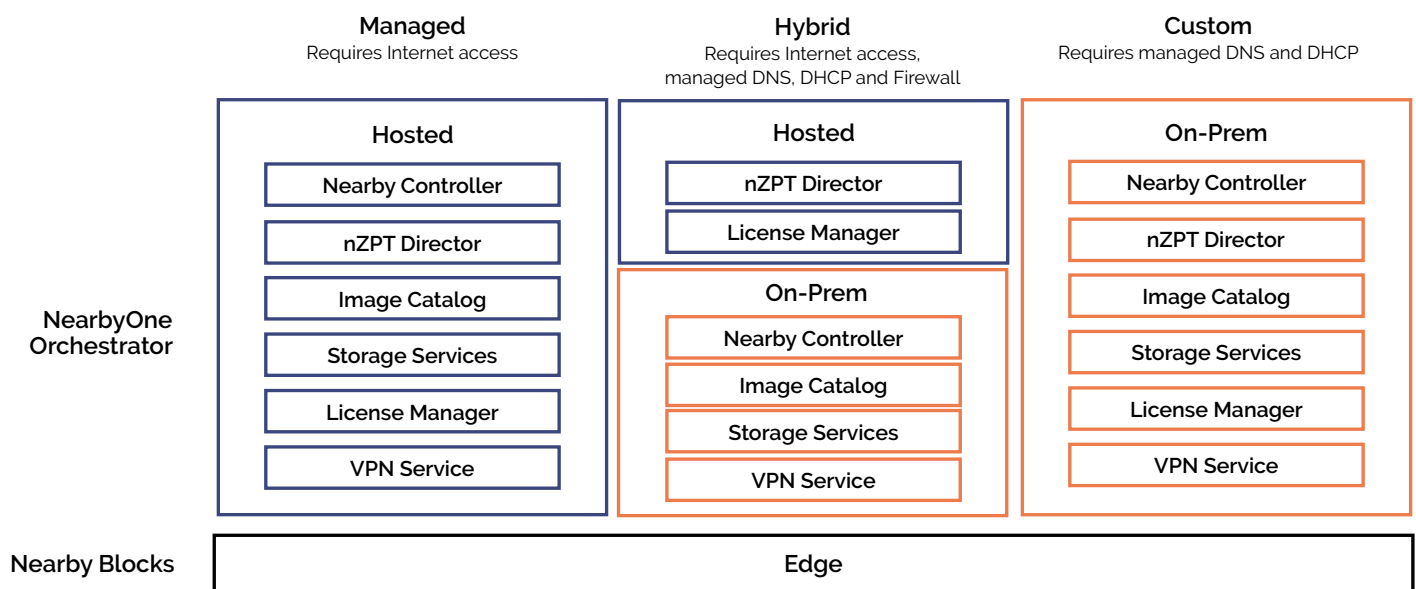 Managed
Requires Internet access
Hybrid
Requires Internet access,
managed DNS, DHCP and Firewall
Custom
Requires managed DNS and DHCP
NearbyOne
Orchestrator
Hosted
Nearby Controller
nZPT Director
Image Catalog
Storage Services
License Manager
VPN Service
Hosted
nZPT Director
License Manager
On-Prem
Nearby Controller
Image Catalog
Storage Services
VPN Service
On-Prem
Nearby Controller
nZPT Director
Image Catalog
Storage Services
License Manager
VPN Service
Nearby Blocks
Edge